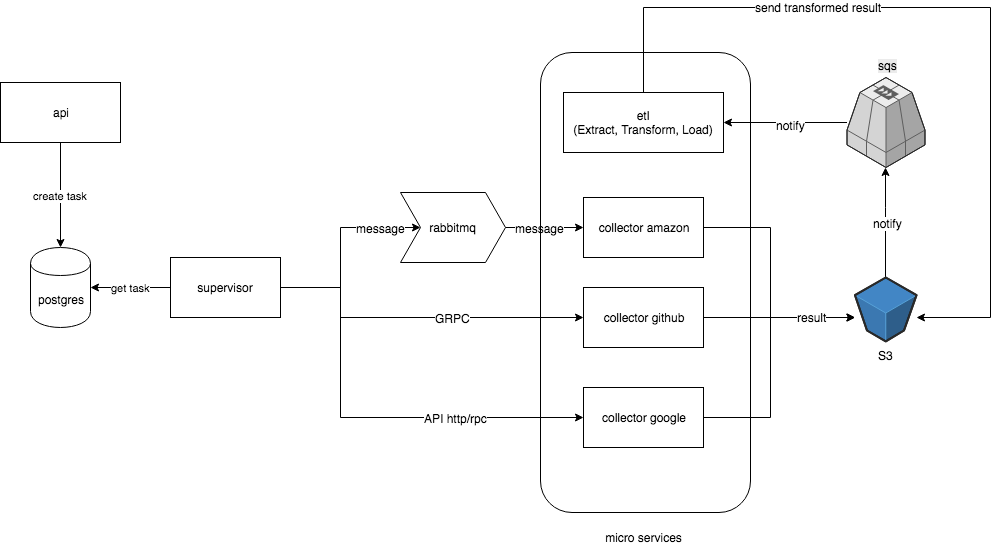 send transformed result
sqs
api
etl
(Extract, Transform, Load)
notify
create task
message
rabbitmq
message
collector amazon
notify
get task
supervisor
postgres
GRPC
collector github
result
S3
API http/rpc
collector google
micro services